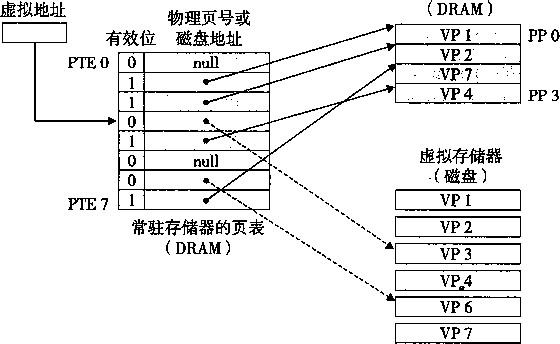 虚拟地址
物理页号或
有效位 磁盘地址
PTE 0 0 null
1
1
0
1
0 null
0
PTE 7 1
常驻存储器的页表
（DRAM）
（DRAM）
VP 1 PP 0
VP 2
VP 7
VP 4 PP 3
虚拟存储器
（磁盘）
VP 1
VP 2
VP 3
VP 4
VP 6
VP 7